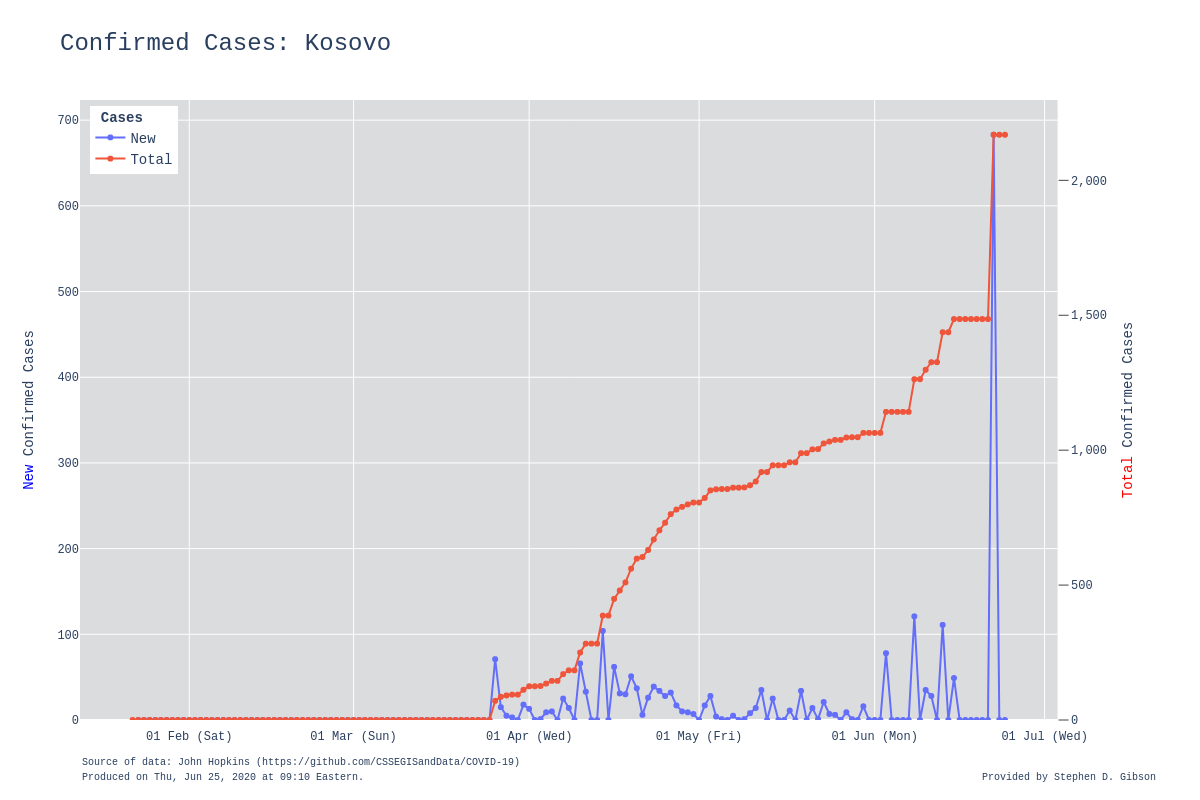 Confirmed Cases: Kosovo
Cases
New
Total
700
600
500
400
300
200
100
0
New Confirmed Cases
2,000
1,500
1,000
500
0
Total Confirmed Cases
01 Feb (Sat)
01 Mar (Sun)
01 Apr (Wed)
01 May (Fri)
01 Jun (Mon)
01 Jul (Wed)
Source of data: John Hopkins (https://github.com/CSSEGISandData/COVID-19)
Produced on Thu, Jun 25, 2020 at 09:10 Eastern.
Provided by Stephen D. Gibson